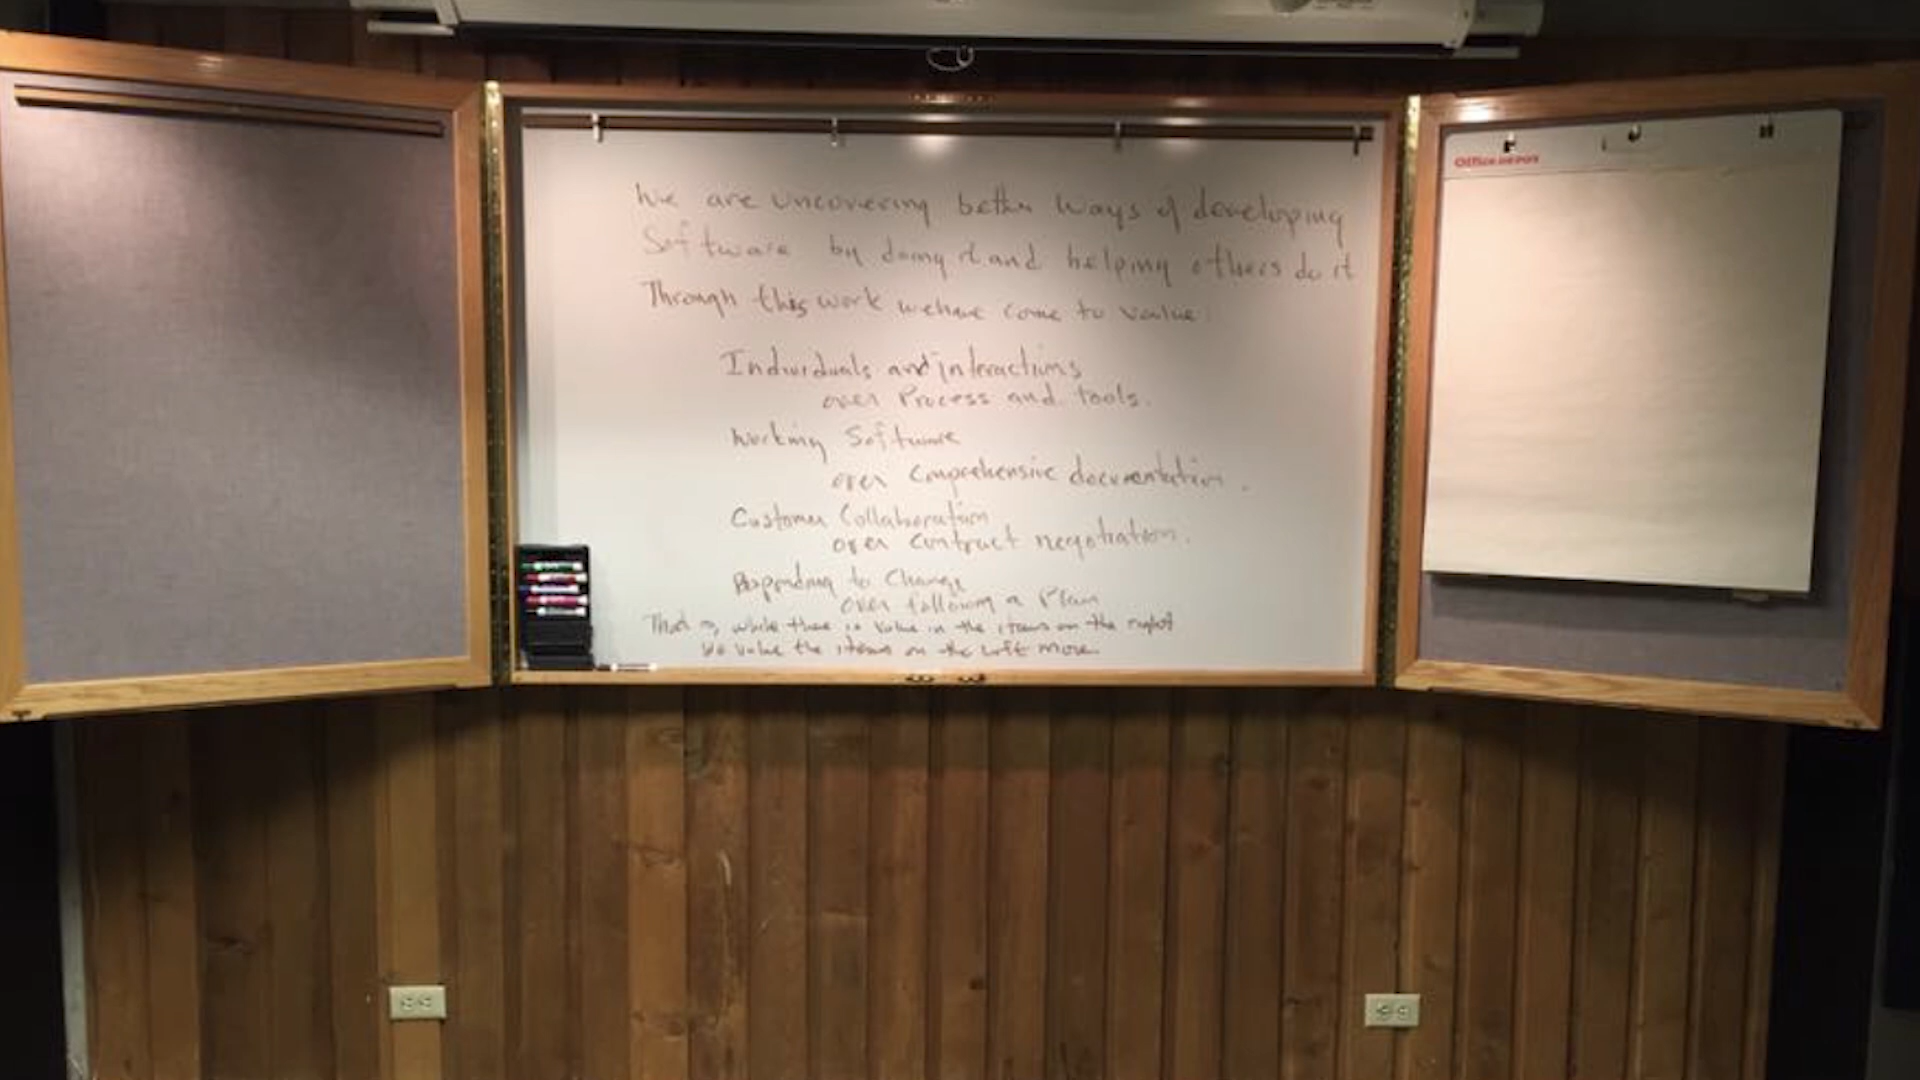 We are uncovering better ways of developing
Software by doing it and helping others do it
Through this work we have come to value:
Individuals and interactions
over Process and tools.
Working Software
over Comprehensive documentation.
Customer Collaboration
over contract negotiration.
Responding to Change
over following a Plan
That is, while there is value in the items on the right
We value the items on the left more.
Office DEPOT